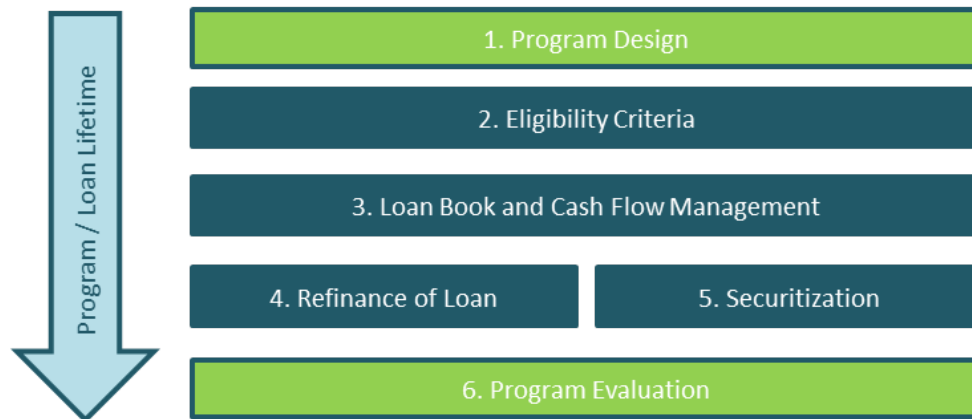 Program / Loan Lifetime
1. Program Design
2. Eligibility Criteria
3. Loan Book and Cash Flow Management
4. Refinance of Loan
5. Securitization
6. Program Evaluation